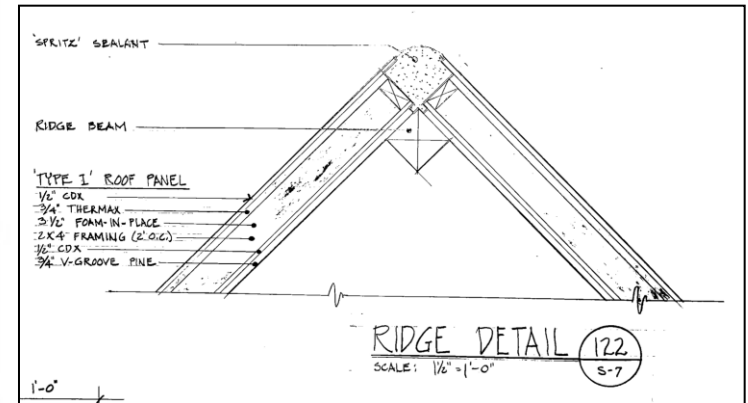 'SPRITZ' SEALANT
RIDGE BEAM
'TYPE I' ROOF PANEL
1/2" CDX
3/4" THERMAX
3 1/2" FOAM-IN-PLACE
2X4 FRAMING (2' O.C.)
1/2" CDX
3/4" V-GROOVE PINE
RIDGE DETAIL 122
SCALE: 1 1/2" = 1'-0" S-7
1'-0"